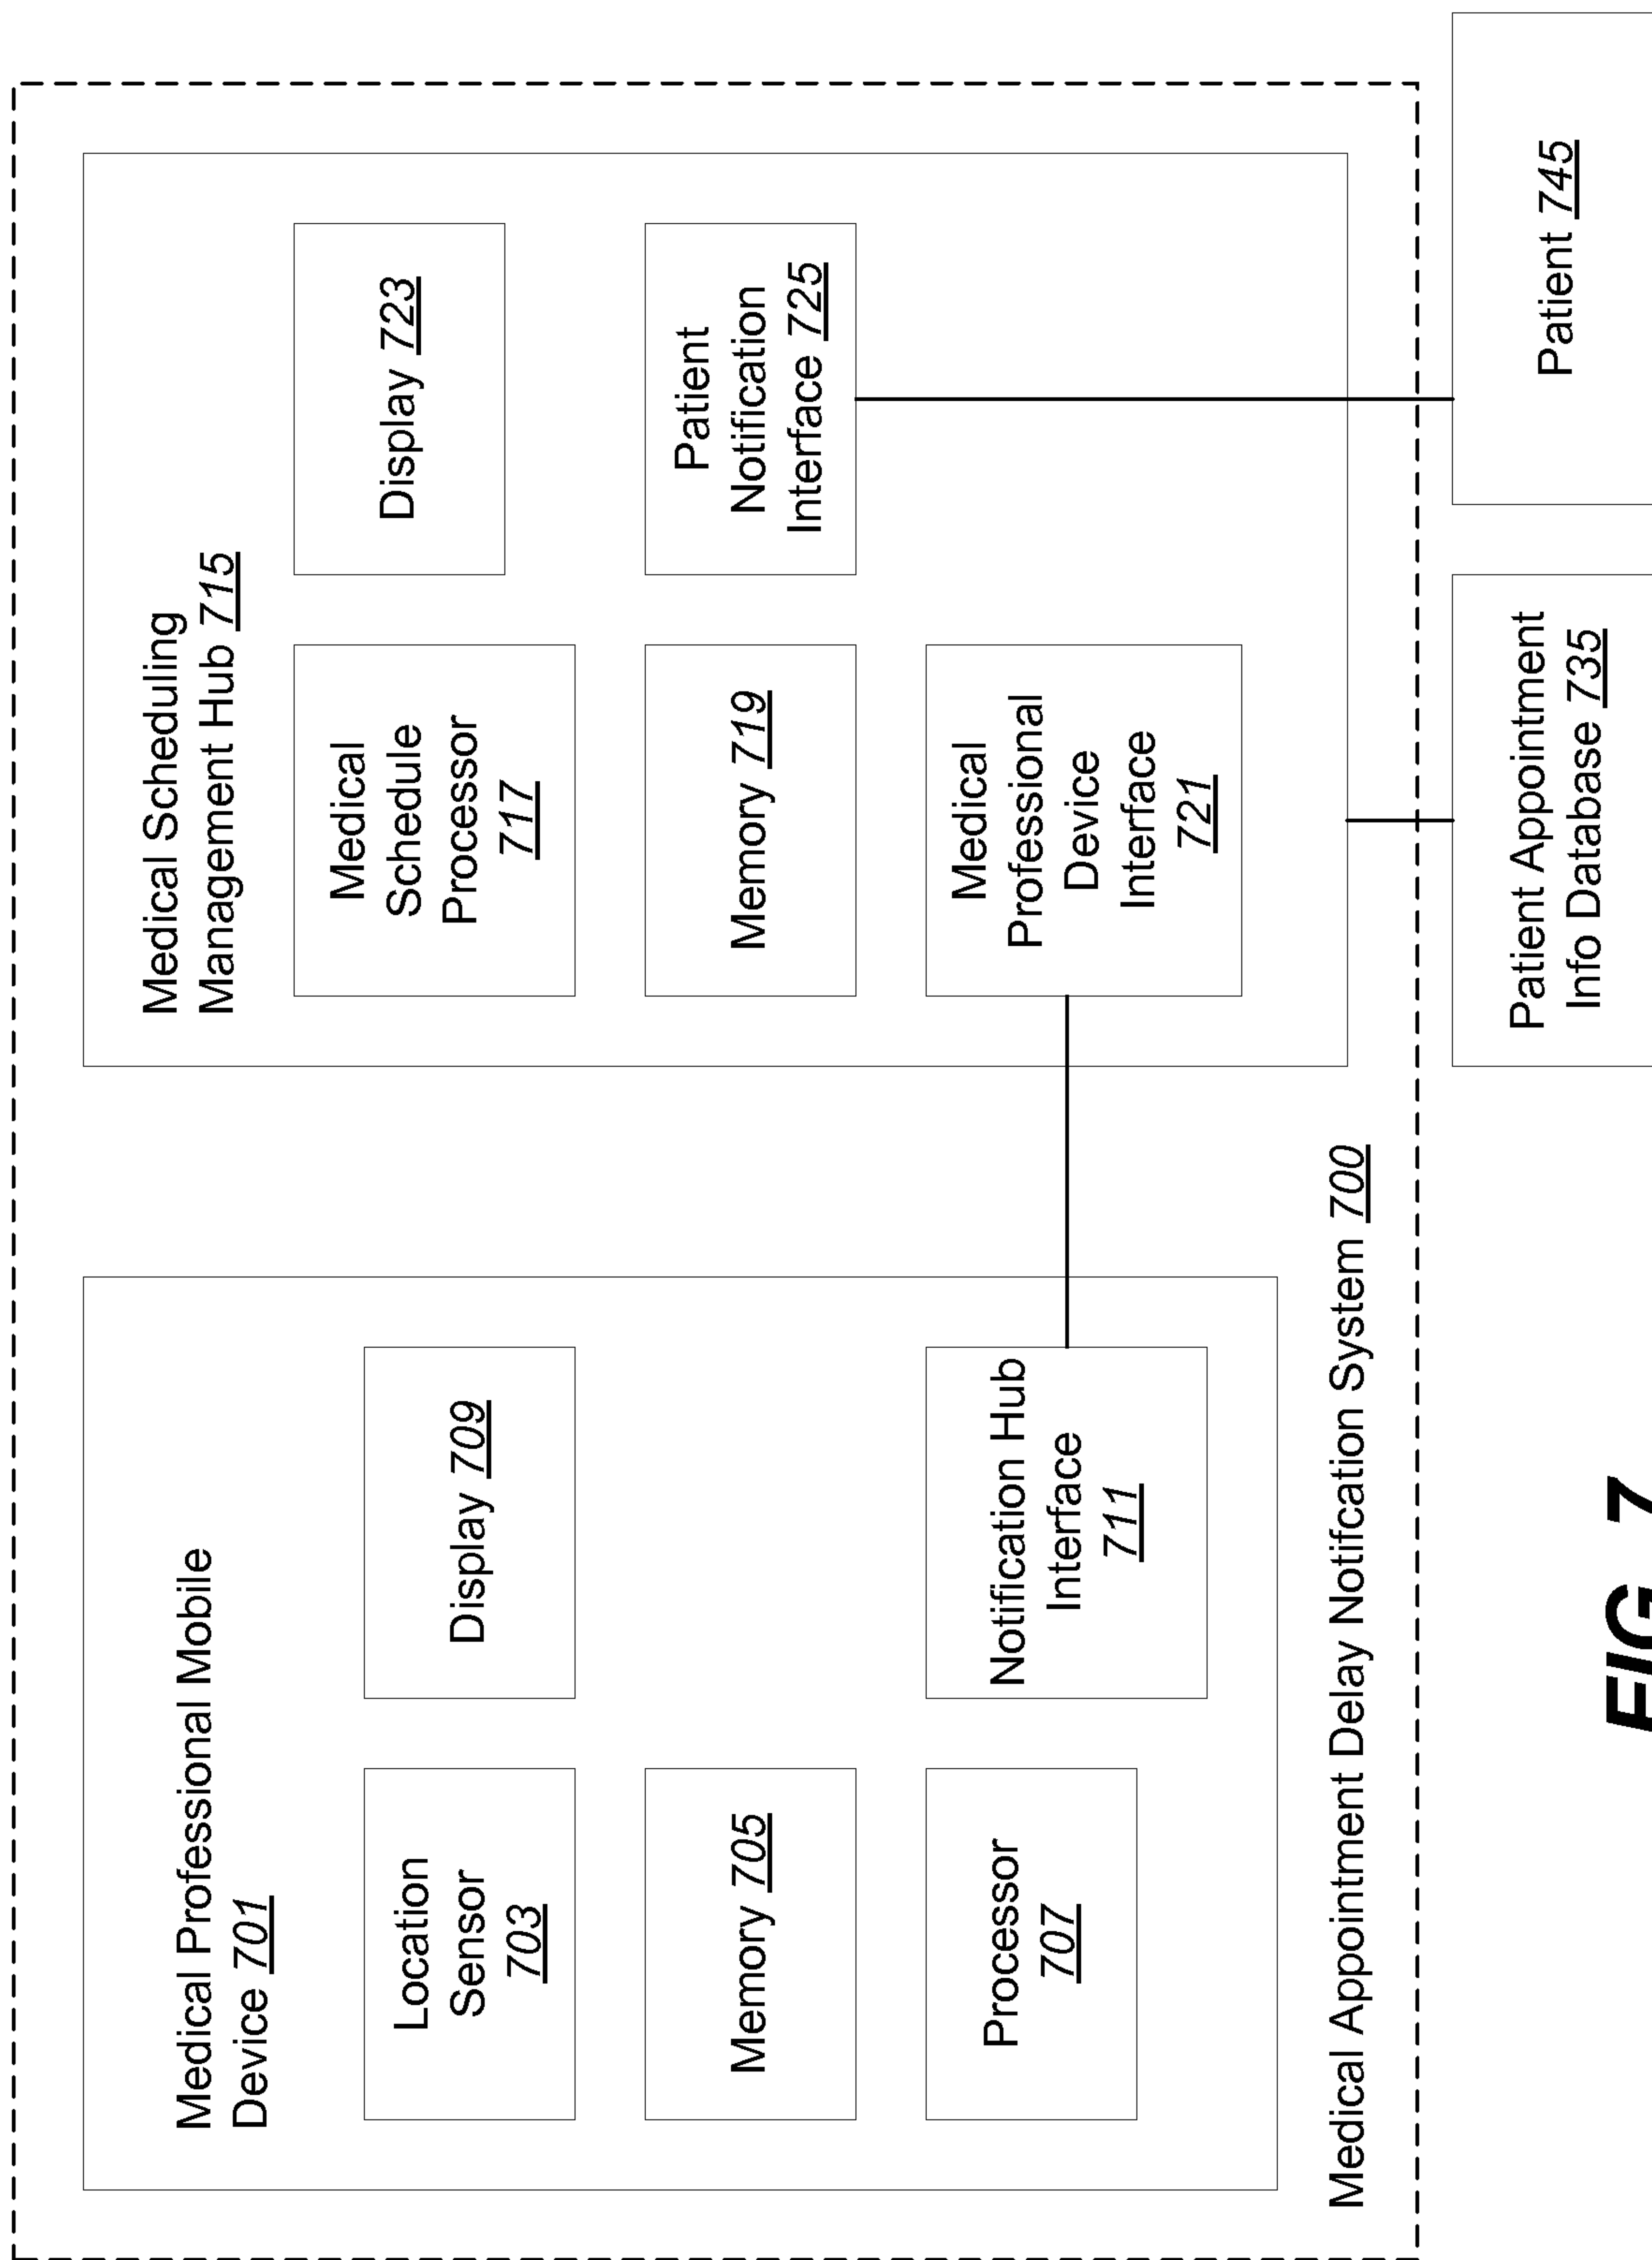 Medical Professional Mobile
Device 701
Location
Sensor
703
Display 709
Memory 705
Processor
707
Notification Hub
Interface
711
Medical Scheduling
Management Hub 715
Medical
Schedule
Processor
717
Display 723
Memory 719
Patient
Notification
Interface 725
Medical
Professional
Device
Interface
721
Medical Appointment Delay Notifcation System 700
Patient Appointment
Info Database 735
Patient 745
FIG. 7